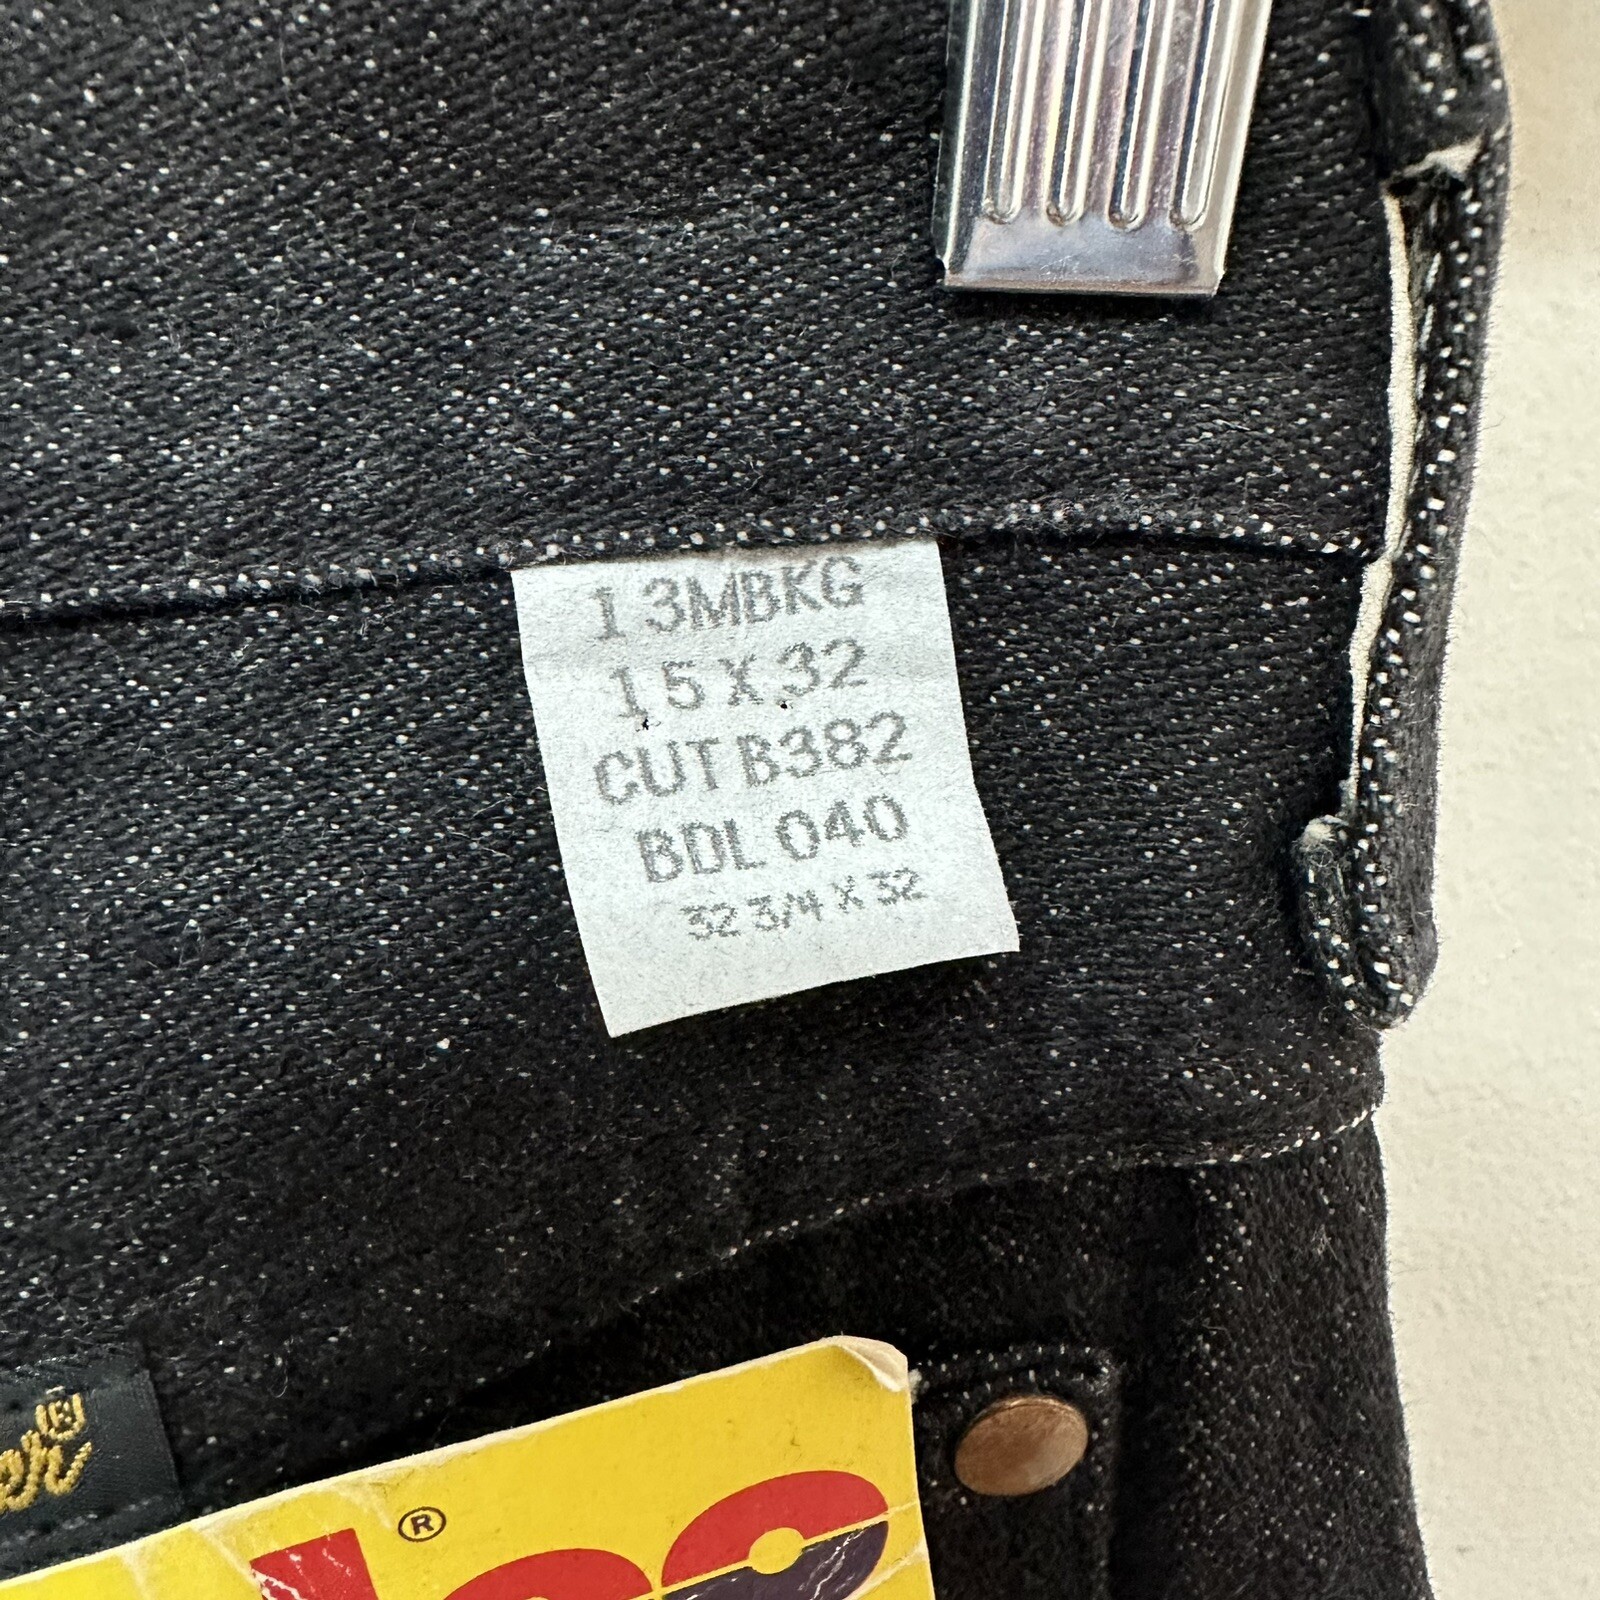 13MBKG
15 X 32
CUT B382
BDL 040
32 3/4 X 32
®
®